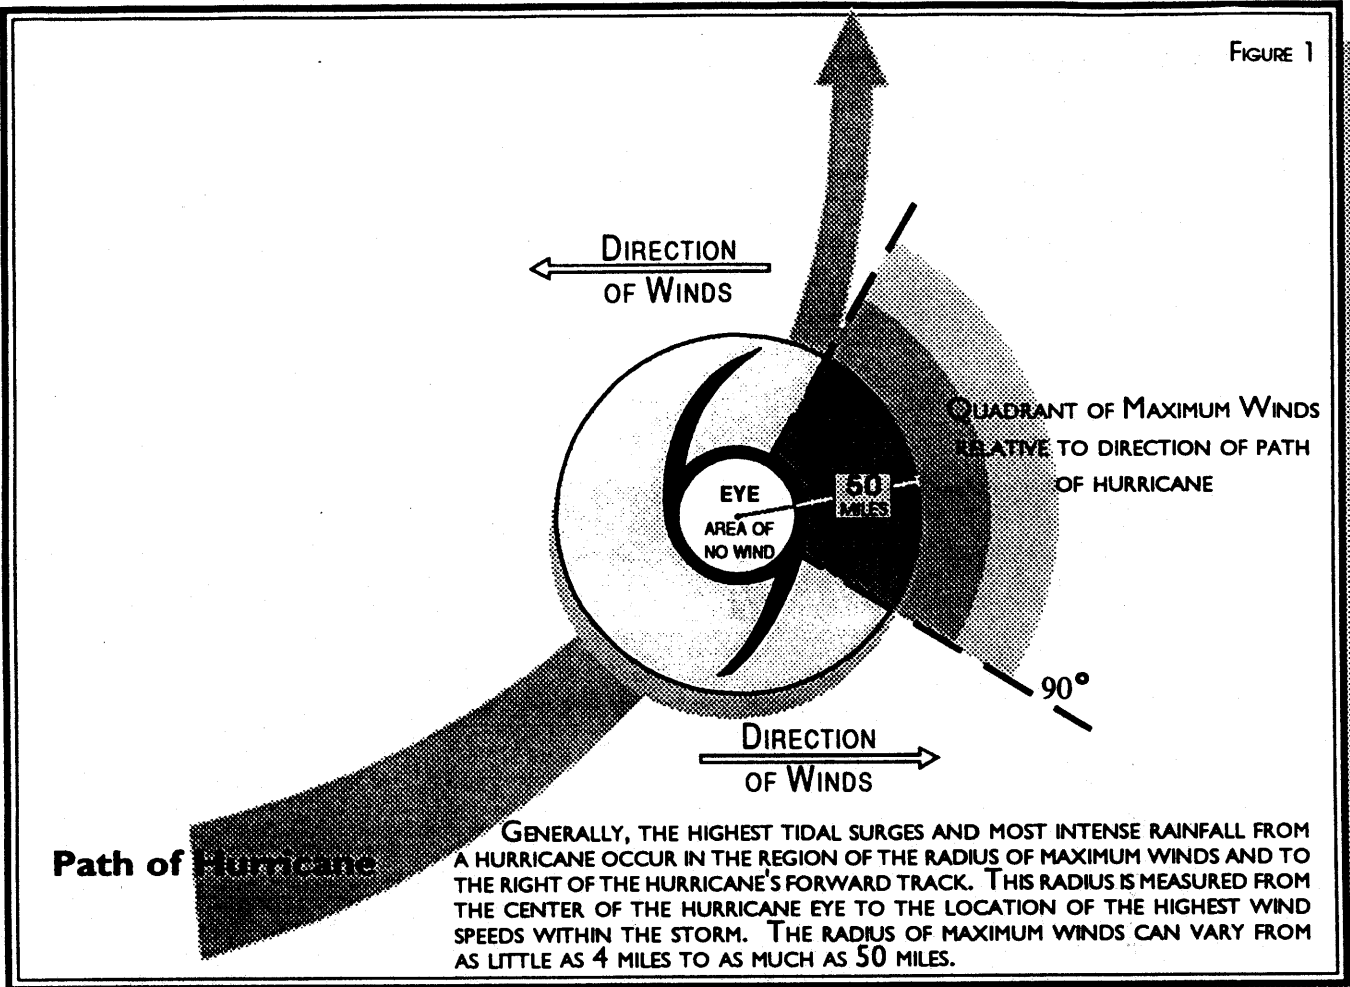 FIGURE 1
DIRECTION
OF WINDS
QUADRANT OF MAXIMUM WINDS
RELATIVE TO DIRECTION OF PATH
OF HURRICANE
50
MILES
EYE
AREA OF
NO WIND
90°
DIRECTION
OF WINDS
Path of Hurricane
GENERALLY, THE HIGHEST TIDAL SURGES AND MOST INTENSE RAINFALL FROM
A HURRICANE OCCUR IN THE REGION OF THE RADIUS OF MAXIMUM WINDS AND TO
THE RIGHT OF THE HURRICANE'S FORWARD TRACK. THIS RADIUS IS MEASURED FROM
THE CENTER OF THE HURRICANE EYE TO THE LOCATION OF THE HIGHEST WIND
SPEEDS WITHIN THE STORM. THE RADIUS OF MAXIMUM WINDS CAN VARY FROM
AS LITTLE AS 4 MILES TO AS MUCH AS 50 MILES.